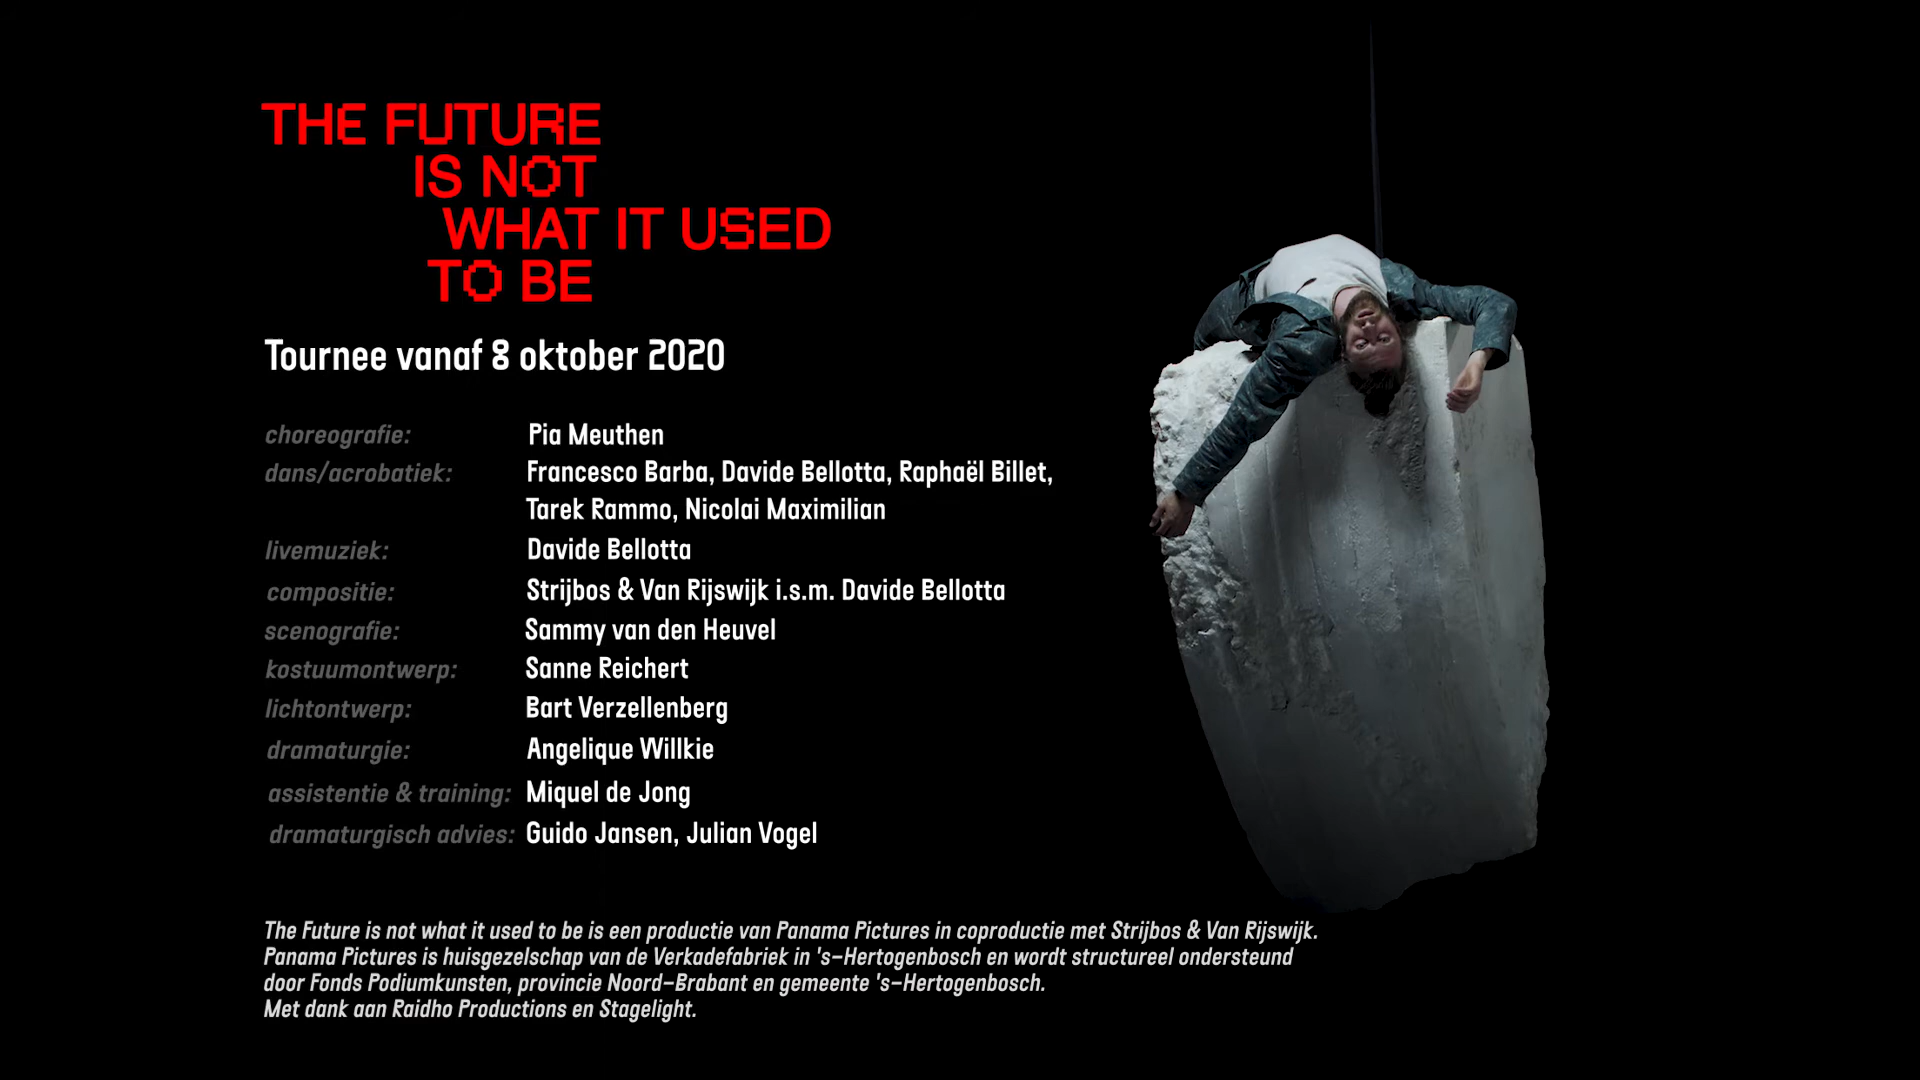 THE FUTURE
IS NOT
WHAT IT USED
TO BE
Tournee vanaf 8 oktober 2020
choreografie: Pia Meuthen
dans/acrobatiek: Francesco Barba, Davide Bellotta, Raphaël Billet,
Tarek Rammo, Nicolai Maximilian
livemuziek: Davide Bellotta
compositie: Strijbos & Van Rijswijk i.s.m. Davide Bellotta
scenografie: Sammy van den Heuvel
kostuumontwerp: Sanne Reichert
lichtontwerp: Bart Verzellenberg
dramaturgie: Angelique Willkie
assistentie & training: Miquel de Jong
dramaturgisch advies: Guido Jansen, Julian Vogel
The Future is not what it used to be is een productie van Panama Pictures in coproductie met Strijbos & Van Rijswijk.
Panama Pictures is huisgezelschap van de Verkadefabriek in 's-Hertogenbosch en wordt structureel ondersteund
door Fonds Podiumkunsten, provincie Noord-Brabant en gemeente 's-Hertogenbosch.
Met dank aan Raidho Productions en Stagelight.